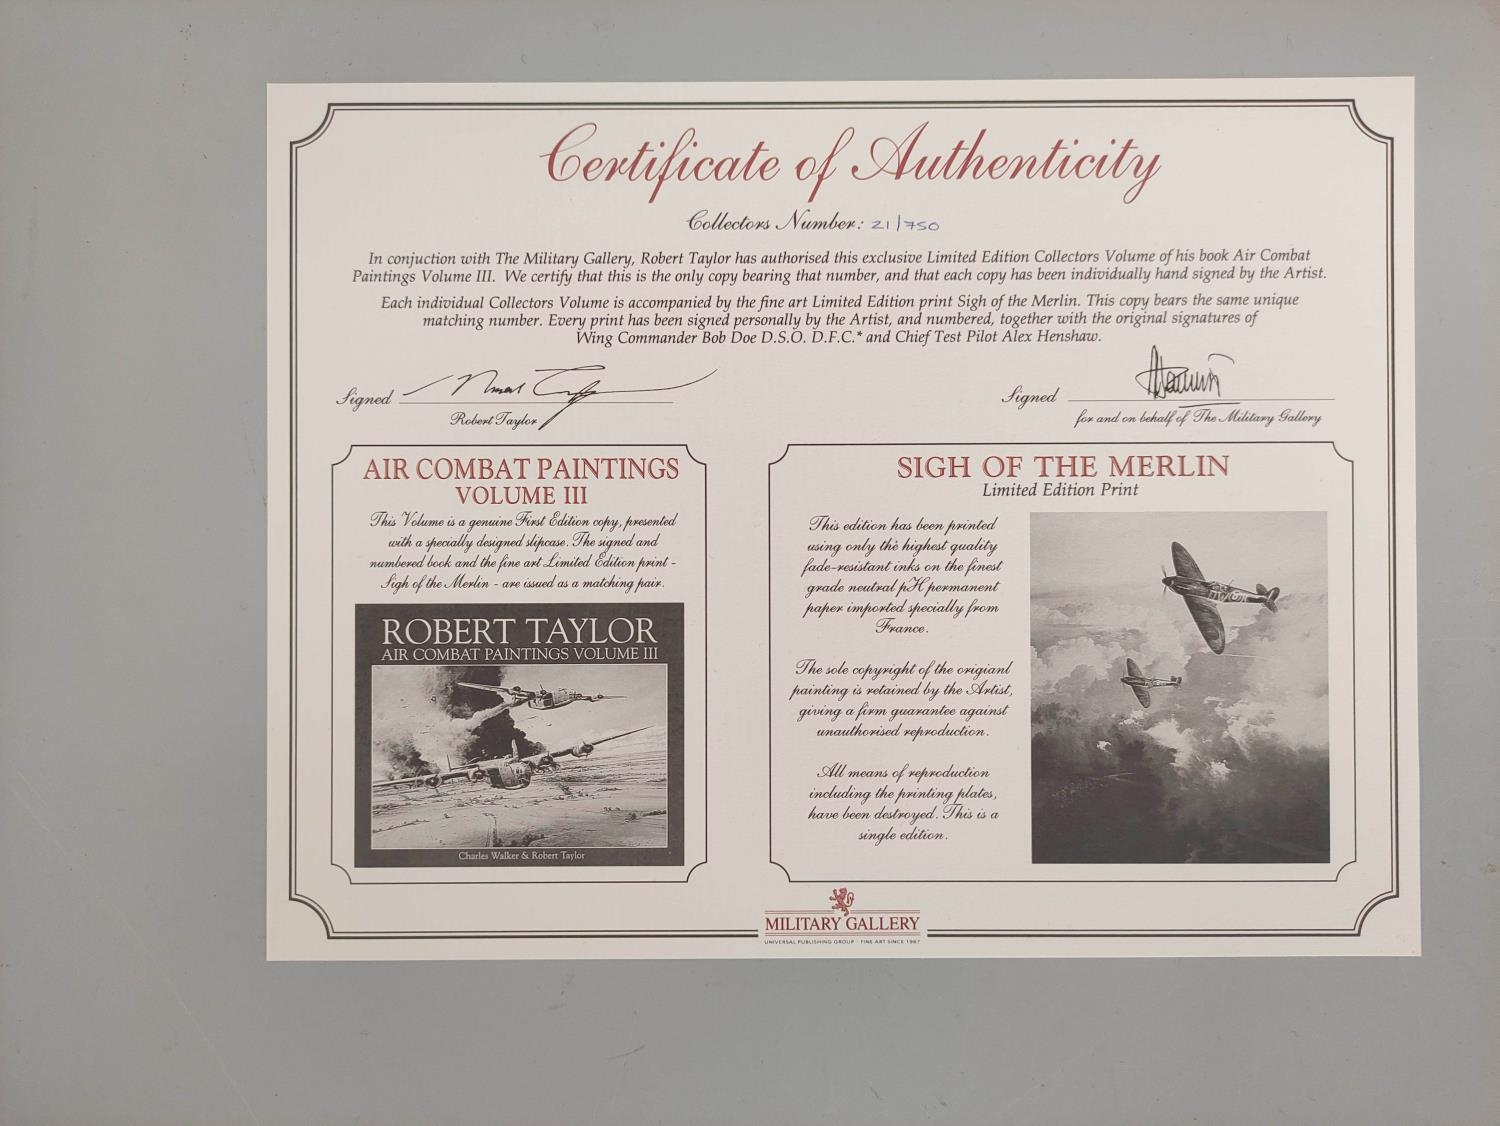 Certificate of Authenticity
Collectors Number: 21/750
In conjuction with The Military Gallery, Robert Taylor has authorised this exclusive Limited Edition Collectors Volume of his book Air Combat
Paintings Volume III. We certify that this is the only copy bearing that number, and that each copy has been individually hand signed by the Artist.
Each individual Collectors Volume is accompanied by the fine art Limited Edition print Sigh of the Merlin. This copy bears the same unique
matching number. Every print has been signed personally by the Artist, and numbered, together with the original signatures of
Wing Commander Bob Doe D.S.O. D.F.C.* and Chief Test Pilot Alex Henshaw.
Signed
Robert Taylor
Signed
for and on behalf of The Military Gallery
AIR COMBAT PAINTINGS
VOLUME III
This Volume is a genuine First Edition copy, presented
with a specially designed slipcase. The signed and
numbered book and the fine art Limited Edition print -
Sigh of the Merlin - are issued as a matching pair.
ROBERT TAYLOR
AIR COMBAT PAINTINGS VOLUME III
Charles Walker & Robert Taylor
SIGH OF THE MERLIN
Limited Edition Print
This edition has been printed
using only the highest quality
fade-resistant inks on the finest
grade neutral pH permanent
paper imported specially from
France.
The sole copyright of the origianl
painting is retained by the Artist,
giving a firm guarantee against
unauthorised reproduction.
All means of reproduction
including the printing plates,
have been destroyed. This is a
single edition.
MILITARY GALLERY
UNIVERSAL PUBLISHING GROUP - FINE ART SINCE 1967